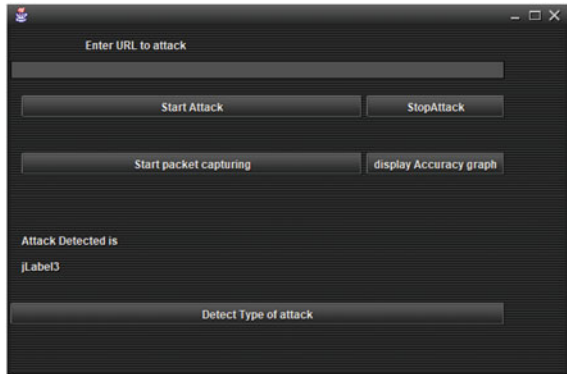 Enter URL to attack
Start Attack
StopAttack
Start packet capturing
display Accuracy graph
Attack Detected is
jLabel3
Detect Type of attack